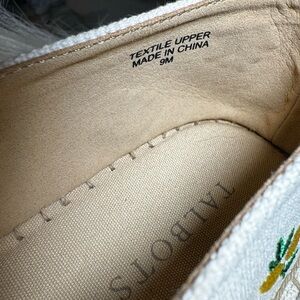 TEXTILE UPPER
MADE IN CHINA
9M
TALBOTS